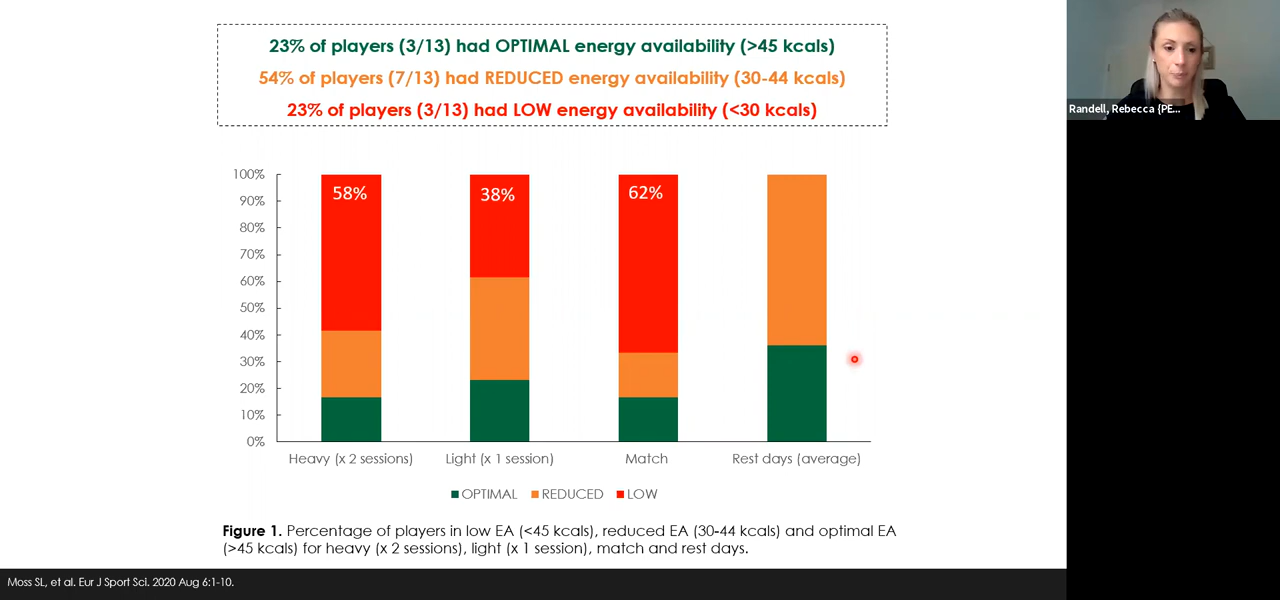 23% of players (3/13) had OPTIMAL energy availability (>45 kcals)
54% of players (7/13) had REDUCED energy availability (30-44 kcals)
23% of players (3/13) had LOW energy availability (<30 kcals)
Randell, Rebecca {PE...
100%
90%
80%
70%
60%
50%
40%
30%
20%
10%
0%
58%
38%
62%
Heavy (x 2 sessions)
Light (x 1 session)
Match
Rest days (average)
OPTIMAL
REDUCED
LOW
Figure 1. Percentage of players in low EA (<45 kcals), reduced EA (30-44 kcals) and optimal EA
(>45 kcals) for heavy (x 2 sessions), light (x 1 session), match and rest days.
Moss SL, et al. Eur J Sport Sci. 2020 Aug 6:1-10.